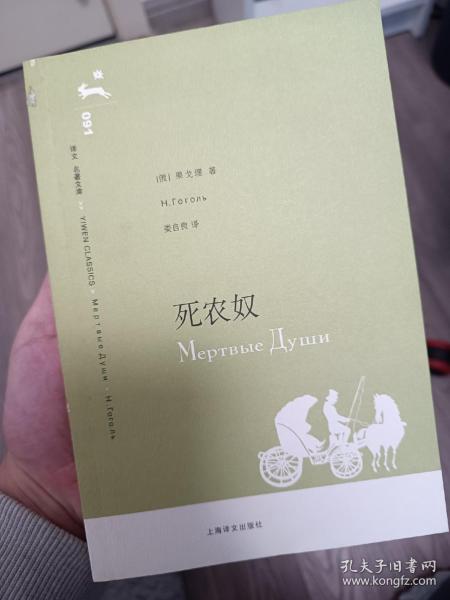 091
译文 名著文库 >> YIWEN CLASSICS • Мертвые Души • Н.Гоголь
[俄] 果戈理 著
Н.Гоголь
娄自良 译
死农奴
Мертвые Души
上海译文出版社
孔夫子旧书网
www.kongfz.com